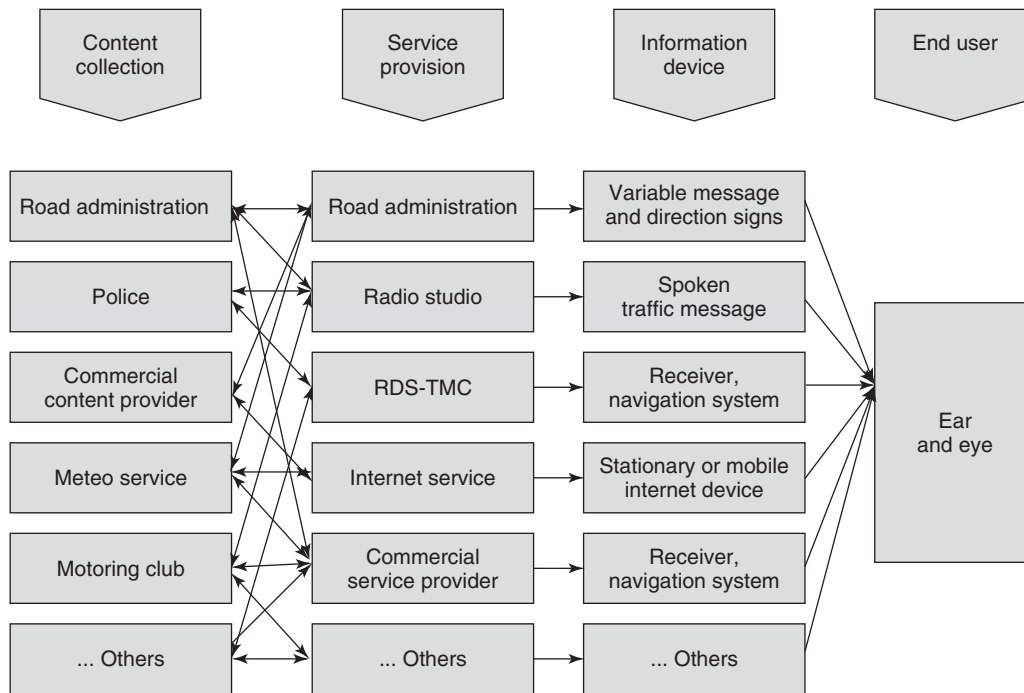 Content
collection
Service
provision
Information
device
End user
Road administration
Road administration
Variable message
and direction signs
Police
Radio studio
Spoken
traffic message
Commercial
content provider
RDS-TMC
Receiver,
navigation system
Ear
and eye
Meteo service
Internet service
Stationary or mobile
internet device
Motoring club
Commercial
service provider
Receiver,
navigation system
... Others
... Others
... Others